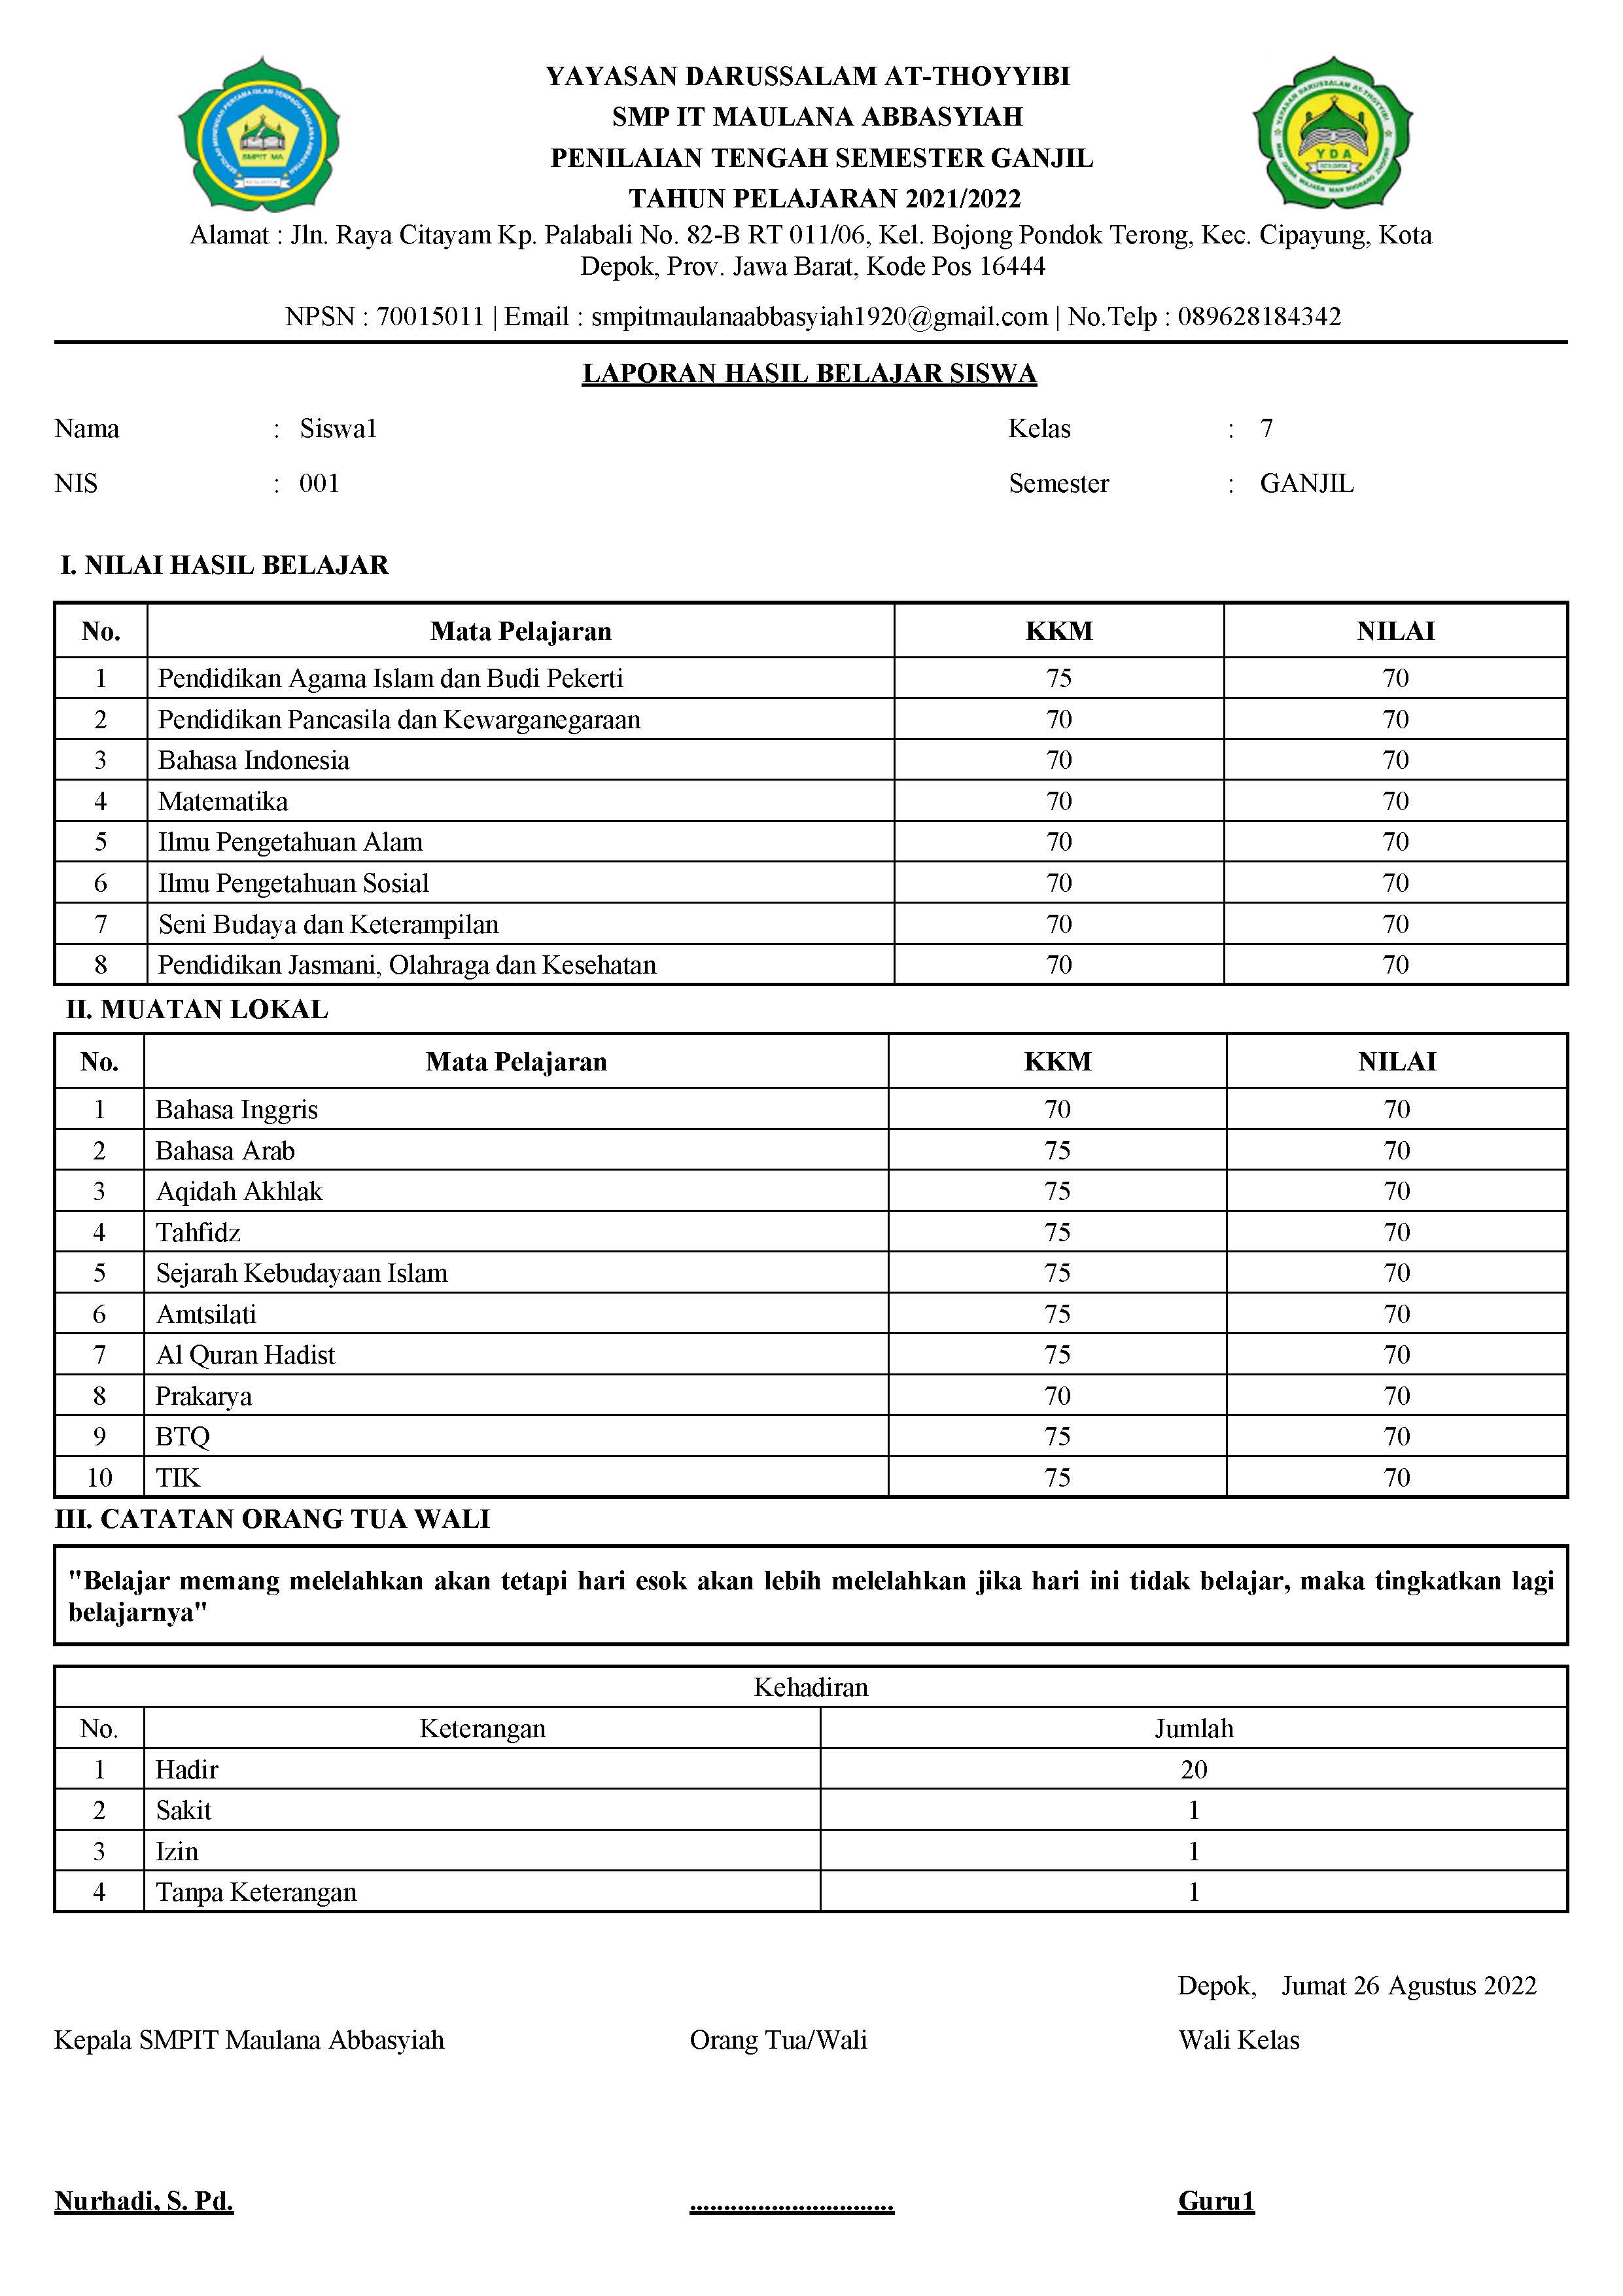 YAYASAN DARUSSALAM AT-THOYYIBI
SMP IT MAULANA ABBASYIAH
PENILAIAN TENGAH SEMESTER GANJIL
TAHUN PELAJARAN 2021/2022
SMPIT MA
YDA
Alamat : Jln. Raya Citayam Kp. Palabali No. 82-B RT 011/06, Kel. Bojong Pondok Terong, Kec. Cipayung, Kota
Depok, Prov. Jawa Barat, Kode Pos 16444
NPSN : 70015011 | Email : smpitmaulanaabbasyiah1920@gmail.com | No.Telp : 089628184342
LAPORAN HASIL BELAJAR SISWA
Nama : Siswa1 Kelas : 7
NIS : 001 Semester : GANJIL
I. NILAI HASIL BELAJAR
No. Mata Pelajaran KKM NILAI
1 Pendidikan Agama Islam dan Budi Pekerti 75 70
2 Pendidikan Pancasila dan Kewarganegaraan 70 70
3 Bahasa Indonesia 70 70
4 Matematika 70 70
5 Ilmu Pengetahuan Alam 70 70
6 Ilmu Pengetahuan Sosial 70 70
7 Seni Budaya dan Keterampilan 70 70
8 Pendidikan Jasmani, Olahraga dan Kesehatan 70 70
II. MUATAN LOKAL
No. Mata Pelajaran KKM NILAI
1 Bahasa Inggris 70 70
2 Bahasa Arab 75 70
3 Aqidah Akhlak 75 70
4 Tahfidz 75 70
5 Sejarah Kebudayaan Islam 75 70
6 Amtsilati 75 70
7 Al Quran Hadist 75 70
8 Prakarya 70 70
9 BTQ 75 70
10 TIK 75 70
III. CATATAN ORANG TUA WALI
"Belajar memang melelahkan akan tetapi hari esok akan lebih melelahkan jika hari ini tidak belajar, maka tingkatkan lagi
belajarnya"
Kehadiran
No. Keterangan Jumlah
1 Hadir 20
2 Sakit 1
3 Izin 1
4 Tanpa Keterangan 1
Depok, Jumat 26 Agustus 2022
Kepala SMPIT Maulana Abbasyiah Orang Tua/Wali Wali Kelas
Nurhadi, S. Pd. .............................. Guru1